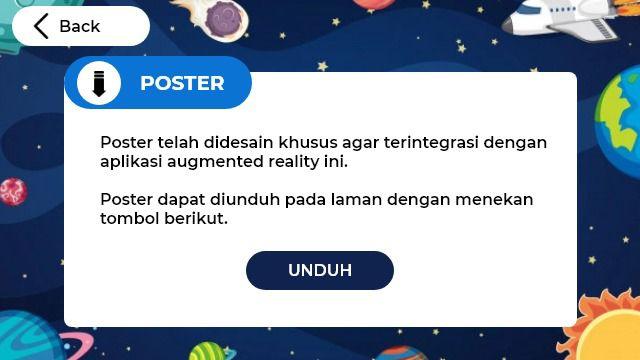 Back
POSTER
Poster telah didesain khusus agar terintegrasi dengan
aplikasi augmented reality ini.
Poster dapat diunduh pada laman dengan menekan
tombol berikut.
UNDUH